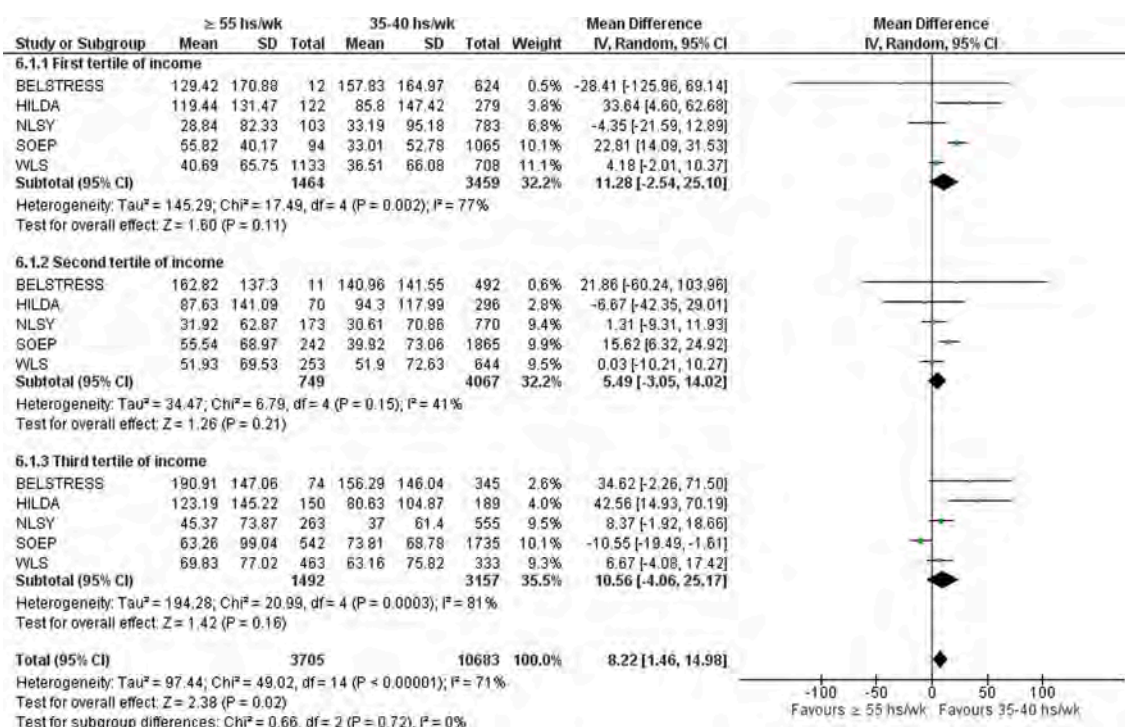 ≥ 55 hs/wk 35-40 hs/wk Mean Difference Mean Difference
Study or Subgroup Mean SD Total Mean SD Total Weight IV, Random, 95% CI IV, Random, 95% CI
6.1.1 First tertile of income
BELSTRESS 129.42 170.88 12 157.83 164.97 624 0.5% -28.41 [-125.96, 69.14]
HILDA 119.44 131.47 122 85.8 147.42 279 3.8% 33.64 [4.60, 62.68]
NLSY 28.84 82.33 103 33.19 95.18 783 6.8% -4.35 [-21.59, 12.89]
SOEP 55.82 40.17 94 33.01 52.78 1065 10.1% 22.81 [14.09, 31.53]
WLS 40.69 65.75 1133 36.51 66.08 708 11.1% 4.18 [-2.01, 10.37]
Subtotal (95% CI) 1464 3459 32.2% 11.28 [-2.54, 25.10]
Heterogeneity: Tau² = 145.29; Chi² = 17.49, df = 4 (P = 0.002); I² = 77%
Test for overall effect: Z = 1.60 (P = 0.11)
6.1.2 Second tertile of income
BELSTRESS 162.82 137.3 11 140.96 141.55 492 0.6% 21.86 [-60.24, 103.96]
HILDA 87.63 141.09 70 94.3 117.99 296 2.8% -6.67 [-42.35, 29.01]
NLSY 31.92 62.87 173 30.61 70.86 770 9.4% 1.31 [-9.31, 11.93]
SOEP 55.54 68.97 242 39.92 73.06 1865 9.9% 15.62 [6.32, 24.92]
WLS 51.93 69.53 253 51.9 72.63 644 9.5% 0.03 [-10.21, 10.27]
Subtotal (95% CI) 749 4067 32.2% 5.49 [-3.05, 14.02]
Heterogeneity: Tau² = 34.47; Chi² = 6.79, df = 4 (P = 0.15); I² = 41%
Test for overall effect: Z = 1.26 (P = 0.21)
6.1.3 Third tertile of income
BELSTRESS 190.91 147.06 74 156.29 146.04 345 2.6% 34.62 [-2.26, 71.50]
HILDA 123.19 145.22 150 80.63 104.87 189 4.0% 42.56 [14.93, 70.19]
NLSY 45.37 73.87 263 37 61.4 555 9.5% 8.37 [-1.92, 18.66]
SOEP 63.26 99.04 542 73.81 68.78 1735 10.1% -10.55 [-19.49, -1.61]
WLS 69.83 77.02 463 63.16 75.82 333 9.3% 6.67 [-4.08, 17.42]
Subtotal (95% CI) 1492 3157 35.5% 10.56 [-4.06, 25.17]
Heterogeneity: Tau² = 194.28; Chi² = 20.99, df = 4 (P = 0.0003); I² = 81%
Test for overall effect: Z = 1.42 (P = 0.16)
Total (95% CI) 3705 10683 100.0% 8.22 [1.46, 14.98]
Heterogeneity: Tau² = 97.44; Chi² = 49.02, df = 14 (P < 0.00001); I² = 71%
Test for overall effect: Z = 2.38 (P = 0.02)
Test for subgroup differences: Chi² = 0.66, df = 2 (P = 0.72), I² = 0%
-100 -50 0 50 100
Favours ≥ 55 hs/wk Favours 35-40 hs/wk